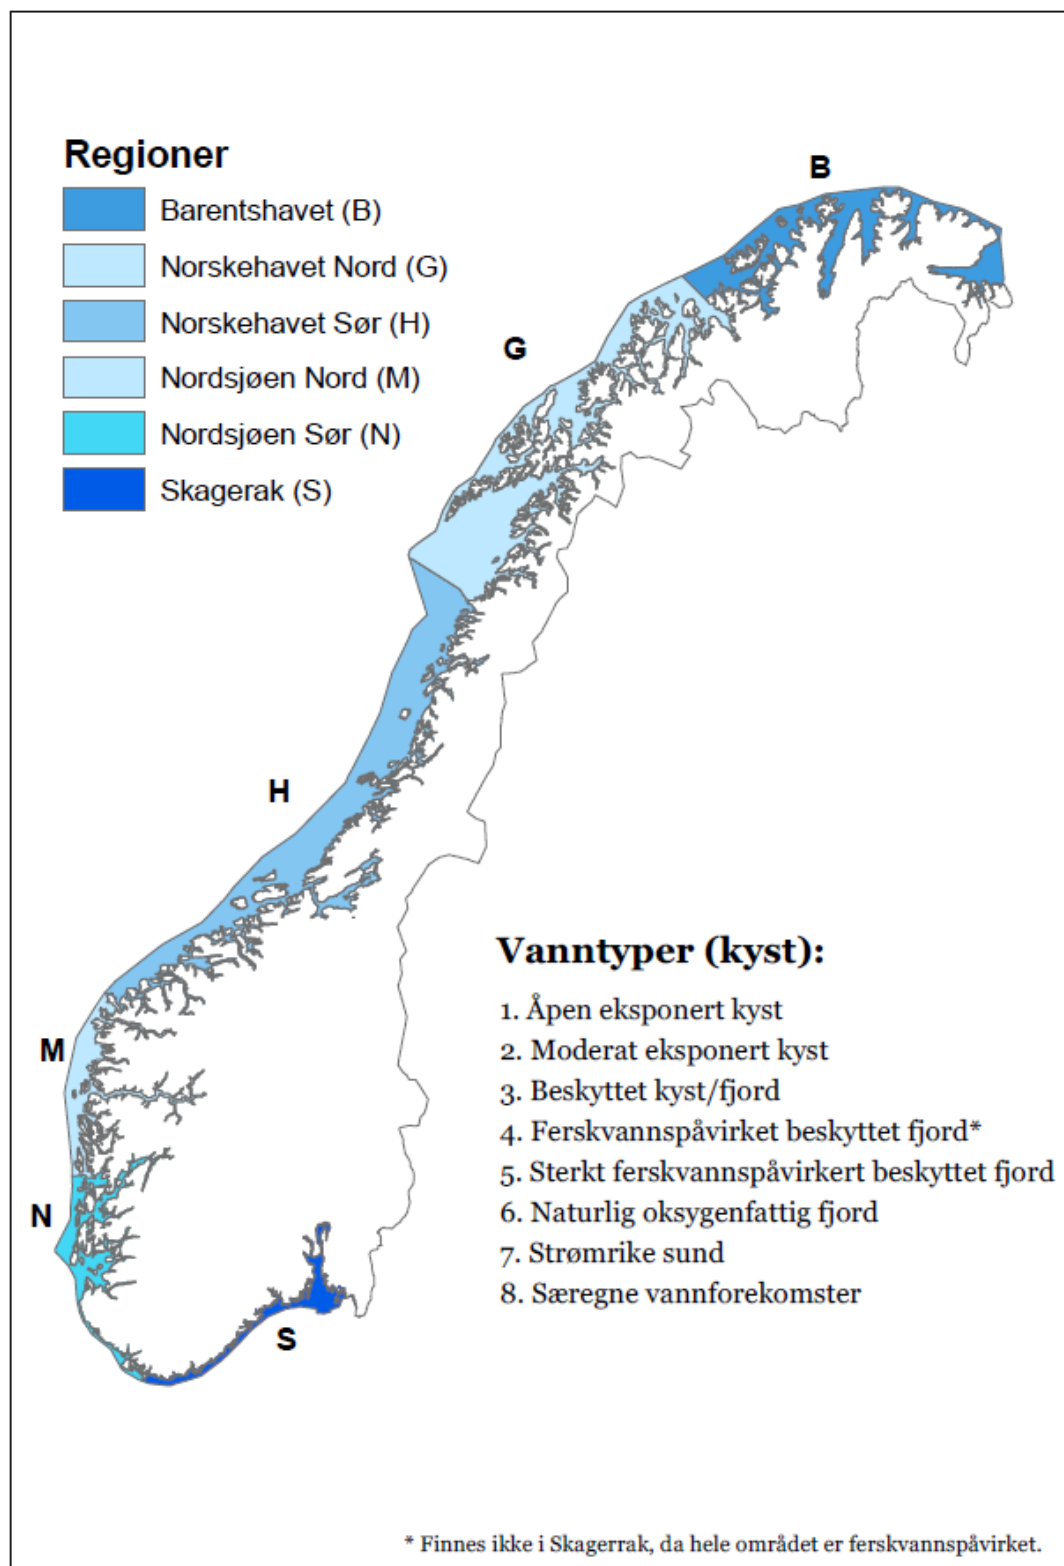 Regioner
Barentshavet (B)
Norskehavet Nord (G)
Norskehavet Sør (H)
Nordsjøen Nord (M)
Nordsjøen Sør (N)
Skagerak (S)
B
G
H
M
N
S
Vanntyper (kyst):
1. Åpen eksponert kyst
2. Moderat eksponert kyst
3. Beskyttet kyst/fjord
4. Ferskvannspåvirket beskyttet fjord*
5. Sterkt ferskvannspåvirkert beskyttet fjord
6. Naturlig oksygenfattig fjord
7. Strømrike sund
8. Særegne vannforekomster
* Finnes ikke i Skagerrak, da hele området er ferskvannspåvirket.